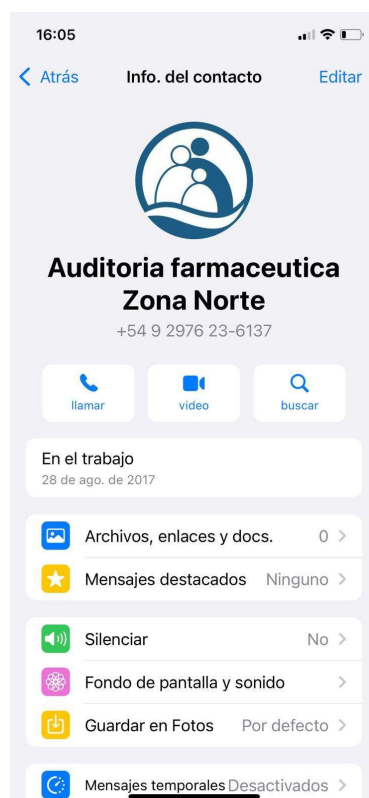 16:05
Atrás
Info. del contacto
Editar
Auditoria farmaceutica
Zona Norte
+54 9 2976 23-6137
llamar
video
buscar
En el trabajo
28 de ago. de 2017
Archivos, enlaces y docs. 0
Mensajes destacados Ninguno
Silenciar No
Fondo de pantalla y sonido
Guardar en Fotos Por defecto
Mensajes temporales Desactivados